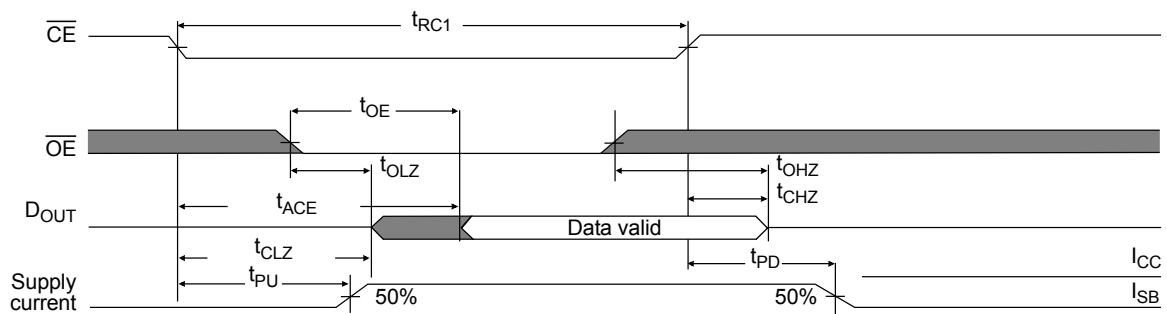 CE
tRC1
OE
tOE
tOLZ
tOHZ
tCHZ
DOUT
tACE
Data valid
tCLZ
tPD
ICC
tPU
Supply
current
50%
50%
ISB